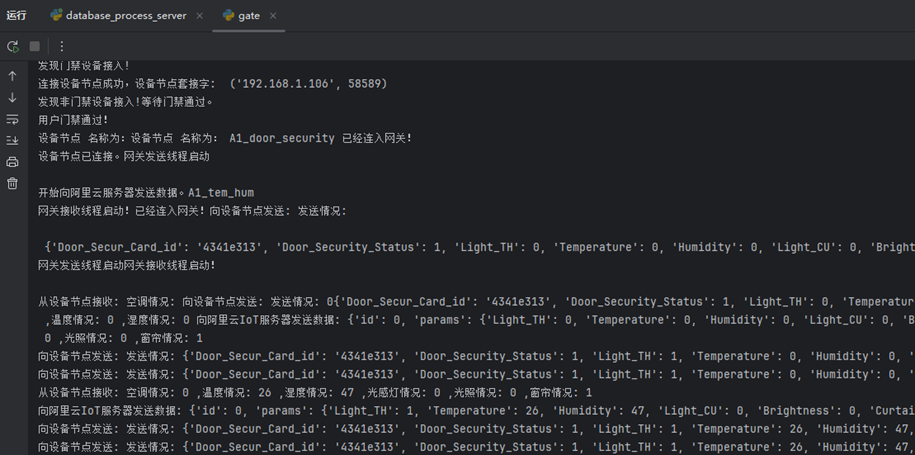 运行 database_process_server gate
发现门禁设备接入!
连接设备节点成功，设备节点套接字： ('192.168.1.106', 58589)
发现非门禁设备接入!等待门禁通过。
用户门禁通过!
设备节点 名称为：设备节点 名称为： A1_door_security 已经连入网关!
设备节点已连接。网关发送线程启动
开始向阿里云服务器发送数据。A1_tem_hum
网关接收线程启动! 已经连入网关! 向设备节点发送: 发送情况:
{'Door_Secur_Card_id': '4341e313', 'Door_Security_Status': 1, 'Light_TH': 0, 'Temperature': 0, 'Humidity': 0, 'Light_CU': 0, 'Bright
网关发送线程启动网关接收线程启动!
从设备节点接收: 空调情况: 向设备节点发送: 发送情况: 0{'Door_Secur_Card_id': '4341e313', 'Door_Security_Status': 1, 'Light_TH': 0, 'Temperatur
,温度情况: 0 ,湿度情况: 0 向阿里云IoT服务器发送数据: {'id': 0, 'params': {'Light_TH': 0, 'Temperature': 0, 'Humidity': 0, 'Light_CU': 0, 'B
0 ,光照情况: 0 ,窗帘情况: 1
向设备节点发送: 发送情况: {'Door_Secur_Card_id': '4341e313', 'Door_Security_Status': 1, 'Light_TH': 1, 'Temperature': 0, 'Humidity': 0, '
向设备节点发送: 发送情况: {'Door_Secur_Card_id': '4341e313', 'Door_Security_Status': 1, 'Light_TH': 1, 'Temperature': 0, 'Humidity': 0, '
从设备节点接收: 空调情况: 0 ,温度情况: 26 ,湿度情况: 47 ,光感灯情况: 0 ,光照情况: 0 ,窗帘情况: 1
向阿里云IoT服务器发送数据: {'id': 0, 'params': {'Light_TH': 1, 'Temperature': 26, 'Humidity': 47, 'Light_CU': 0, 'Brightness': 0, 'Curtai
向设备节点发送: 发送情况: {'Door_Secur_Card_id': '4341e313', 'Door_Security_Status': 1, 'Light_TH': 1, 'Temperature': 26, 'Humidity': 47,
向设备节点发送: 发送情况: {'Door_Secur_Card_id': '4341e313', 'Door_Security_Status': 1, 'Light_TH': 1, 'Temperature': 26, 'Humidity': 47,